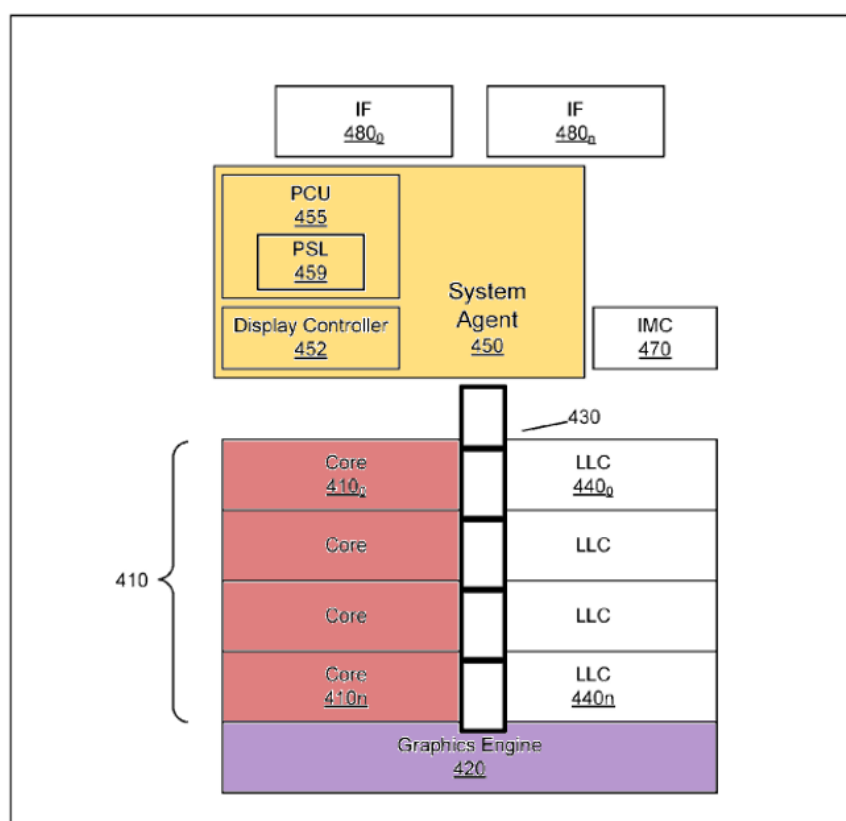 IF
480₀
IF
480ₙ
PCU
455
PSL
459
System
Agent
450
Display Controller
452
IMC
470
430
Core
410₀
LLC
440₀
Core
LLC
410
Core
LLC
Core
410n
LLC
440n
Graphics Engine
420